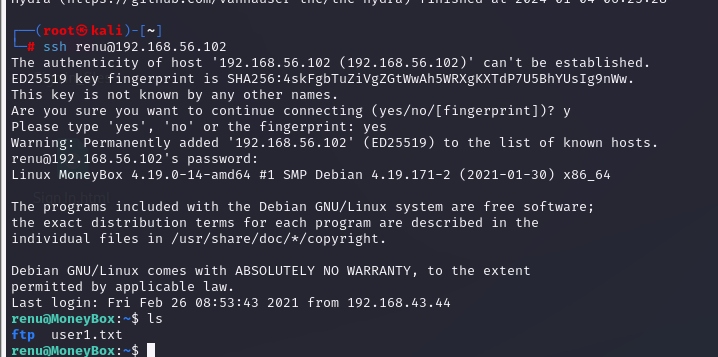 Hydra (https://github.com/vanhauser-thc/thc-hydra) finished at 2024-01-04 06:25:28
┌──(root㉿kali)-[~]
└─# ssh renu@192.168.56.102
The authenticity of host '192.168.56.102 (192.168.56.102)' can't be established.
ED25519 key fingerprint is SHA256:4skFgbTuZiVgZGtWwAh5WRXgKXTdP7U5BhYUsIg9nWw.
This key is not known by any other names.
Are you sure you want to continue connecting (yes/no/[fingerprint])? y
Please type 'yes', 'no' or the fingerprint: yes
Warning: Permanently added '192.168.56.102' (ED25519) to the list of known hosts.
renu@192.168.56.102's password:
Linux MoneyBox 4.19.0-14-amd64 #1 SMP Debian 4.19.171-2 (2021-01-30) x86_64
The programs included with the Debian GNU/Linux system are free software;
the exact distribution terms for each program are described in the
individual files in /usr/share/doc/*/copyright.
Debian GNU/Linux comes with ABSOLUTELY NO WARRANTY, to the extent
permitted by applicable law.
Last login: Fri Feb 26 08:53:43 2021 from 192.168.43.44
renu@MoneyBox:~$ ls
ftp  user1.txt
renu@MoneyBox:~$